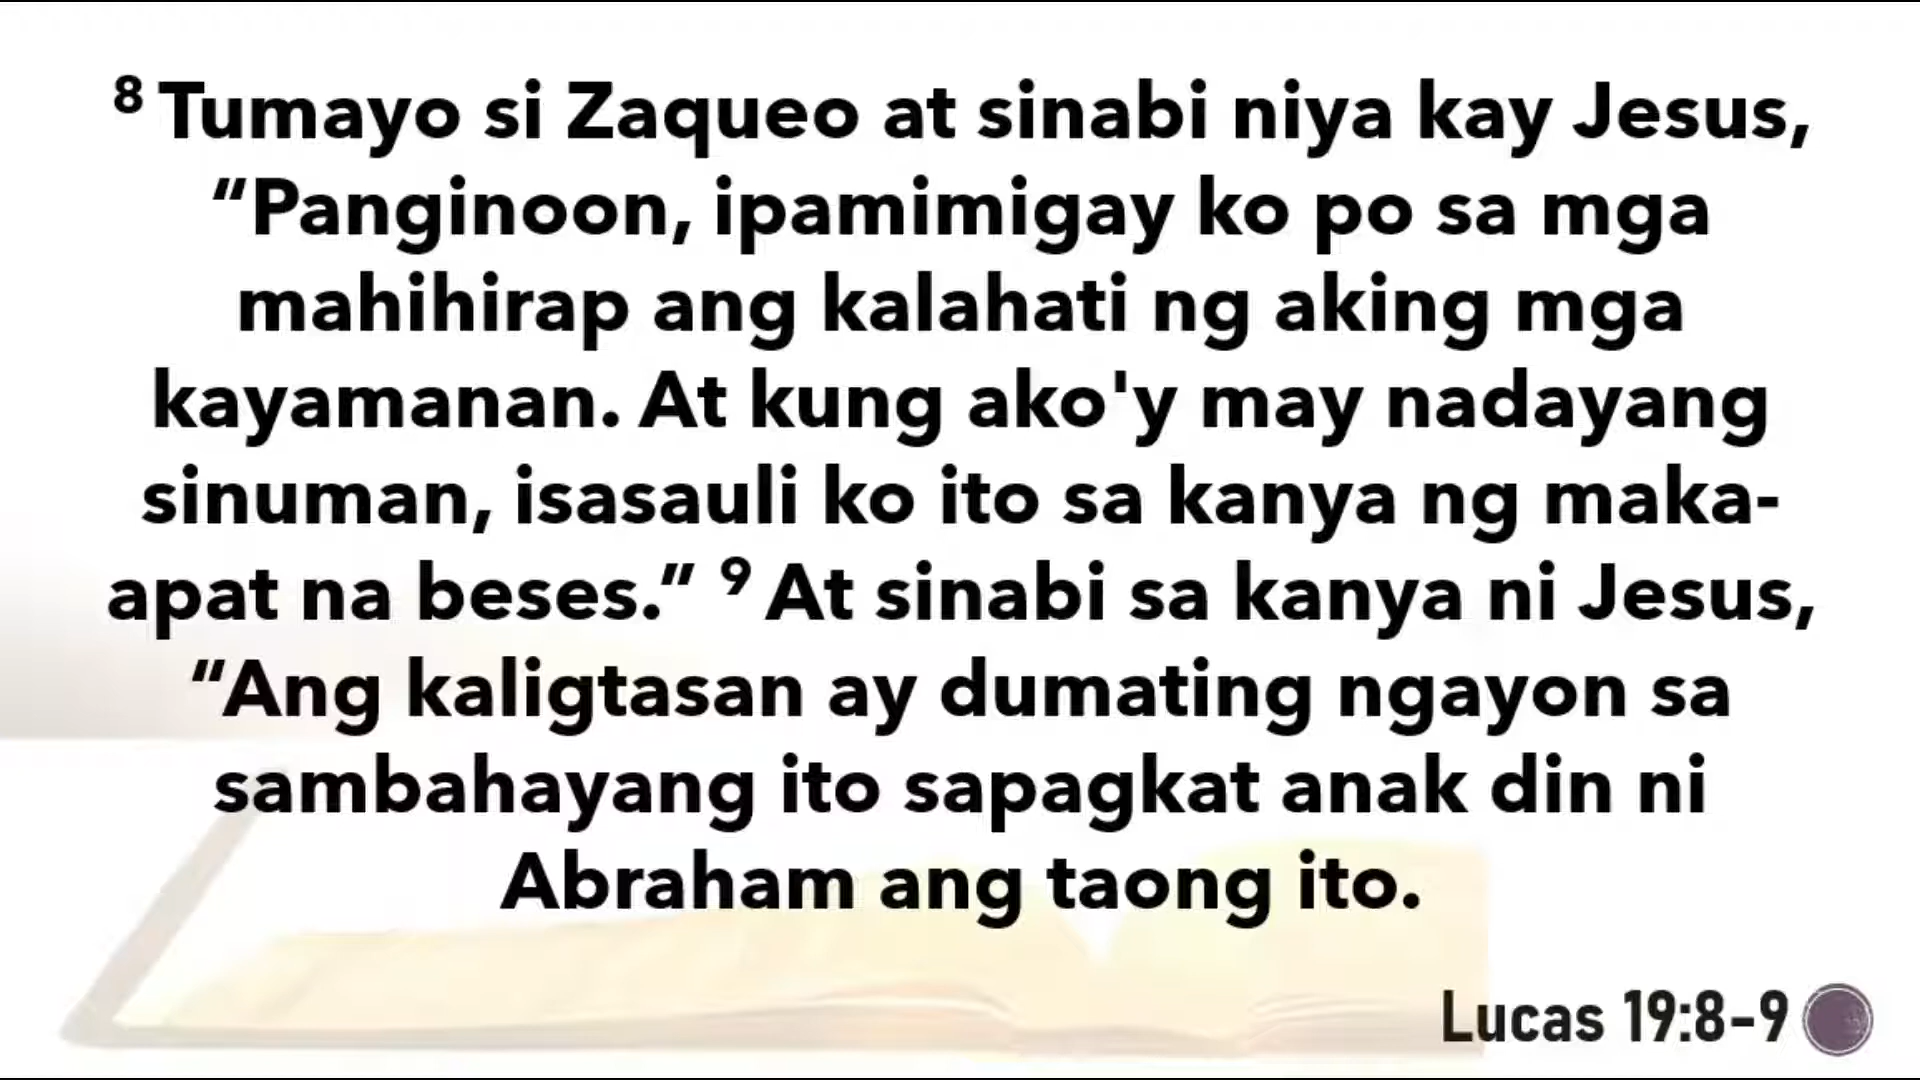 8 Tumayo si Zaqueo at sinabi niya kay Jesus,
“Panginoon, ipamimigay ko po sa mga
mahihirap ang kalahati ng aking mga
kayamanan. At kung ako'y may nadayang
sinuman, isasauli ko ito sa kanya ng maka-
apat na beses.” 9 At sinabi sa kanya ni Jesus,
“Ang kaligtasan ay dumating ngayon sa
sambahayang ito sapagkat anak din ni
Abraham ang taong ito.
Lucas 19:8-9